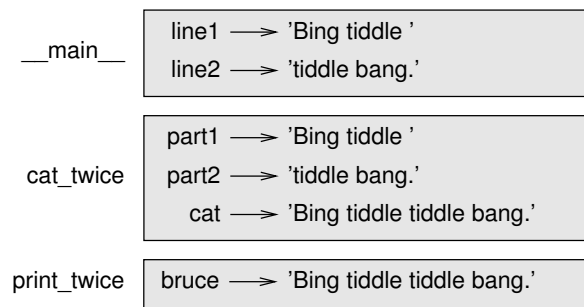 __main__
line1 'Bing tiddle '
line2 'tiddle bang.'
cat_twice
part1 'Bing tiddle '
part2 'tiddle bang.'
cat 'Bing tiddle tiddle bang.'
print_twice
bruce 'Bing tiddle tiddle bang.'